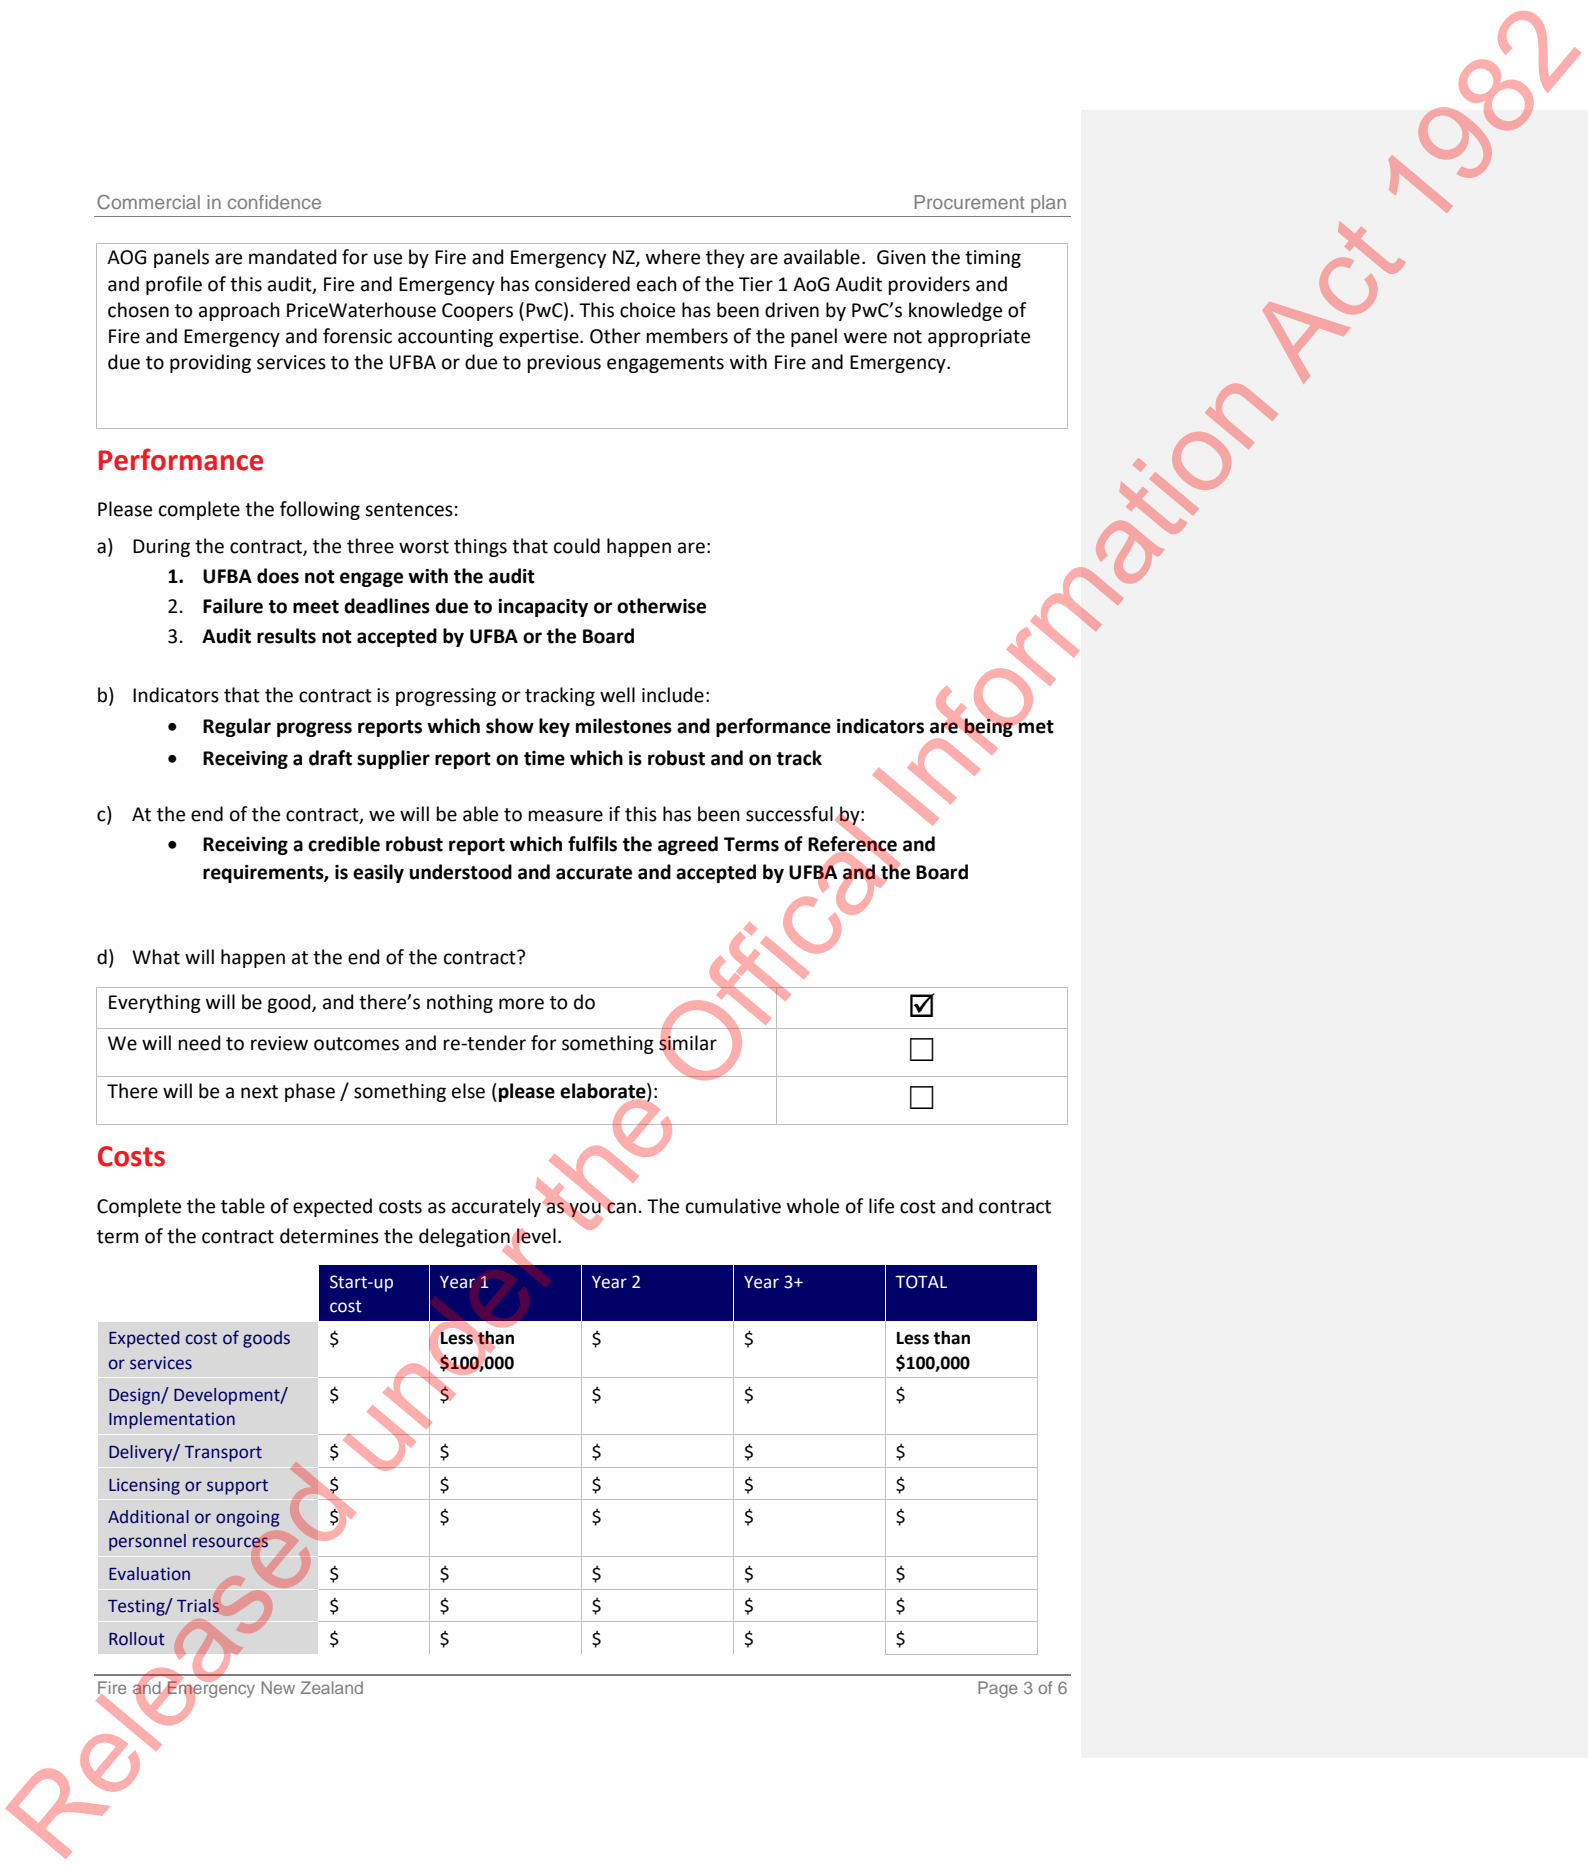 Commercial in confidence
Procurement plan
AOG panels are mandated for use by Fire and Emergency NZ, where they are available.  Given the timing
and profile of this audit, Fire and Emergency has considered each of the Tier 1 AoG Audit providers and
chosen to approach PriceWaterhouse Coopers (PwC). This choice has been driven by PwC’s knowledge of
Fire and Emergency and forensic accounting expertise. Other members of the panel were not appropriate
due to providing services to the UFBA or due to previous engagements with Fire and Emergency.
Performance
Please complete the following sentences:
a) During the contract, the three worst things that could happen are:
1. UFBA does not engage with the audit
2. Failure to meet deadlines due to incapacity or otherwise
3. Audit results not accepted by UFBA or the Board
b) Indicators that the contract is progressing or tracking well include:
• Regular progress reports which show key milestones and performance indicators are being met
• Receiving a draft supplier report on time which is robust and on track
c) At the end of the contract, we will be able to measure if this has been successful by:
• Receiving a credible robust report which fulfils the agreed Terms of Reference and
requirements, is easily understood and accurate and accepted by UFBA and the Board
d) What will happen at the end of the contract?
Everything will be good, and there’s nothing more to do ☑
We will need to review outcomes and re-tender for something similar ☐
There will be a next phase / something else (please elaborate): ☐
Costs
Complete the table of expected costs as accurately as you can. The cumulative whole of life cost and contract
term of the contract determines the delegation level.
Start-up Year 1 Year 2 Year 3+ TOTAL
cost
Expected cost of goods $ Less than $ $ Less than
or services $100,000 $100,000
Design/ Development/ $ $ $ $ $
Implementation
Delivery/ Transport $ $ $ $ $
Licensing or support $ $ $ $ $
Additional or ongoing $ $ $ $ $
personnel resources
Evaluation $ $ $ $ $
Testing/ Trials $ $ $ $ $
Rollout $ $ $ $ $
Fire and Emergency New Zealand
Page 3 of 6
Released under the Offical Information Act 1982